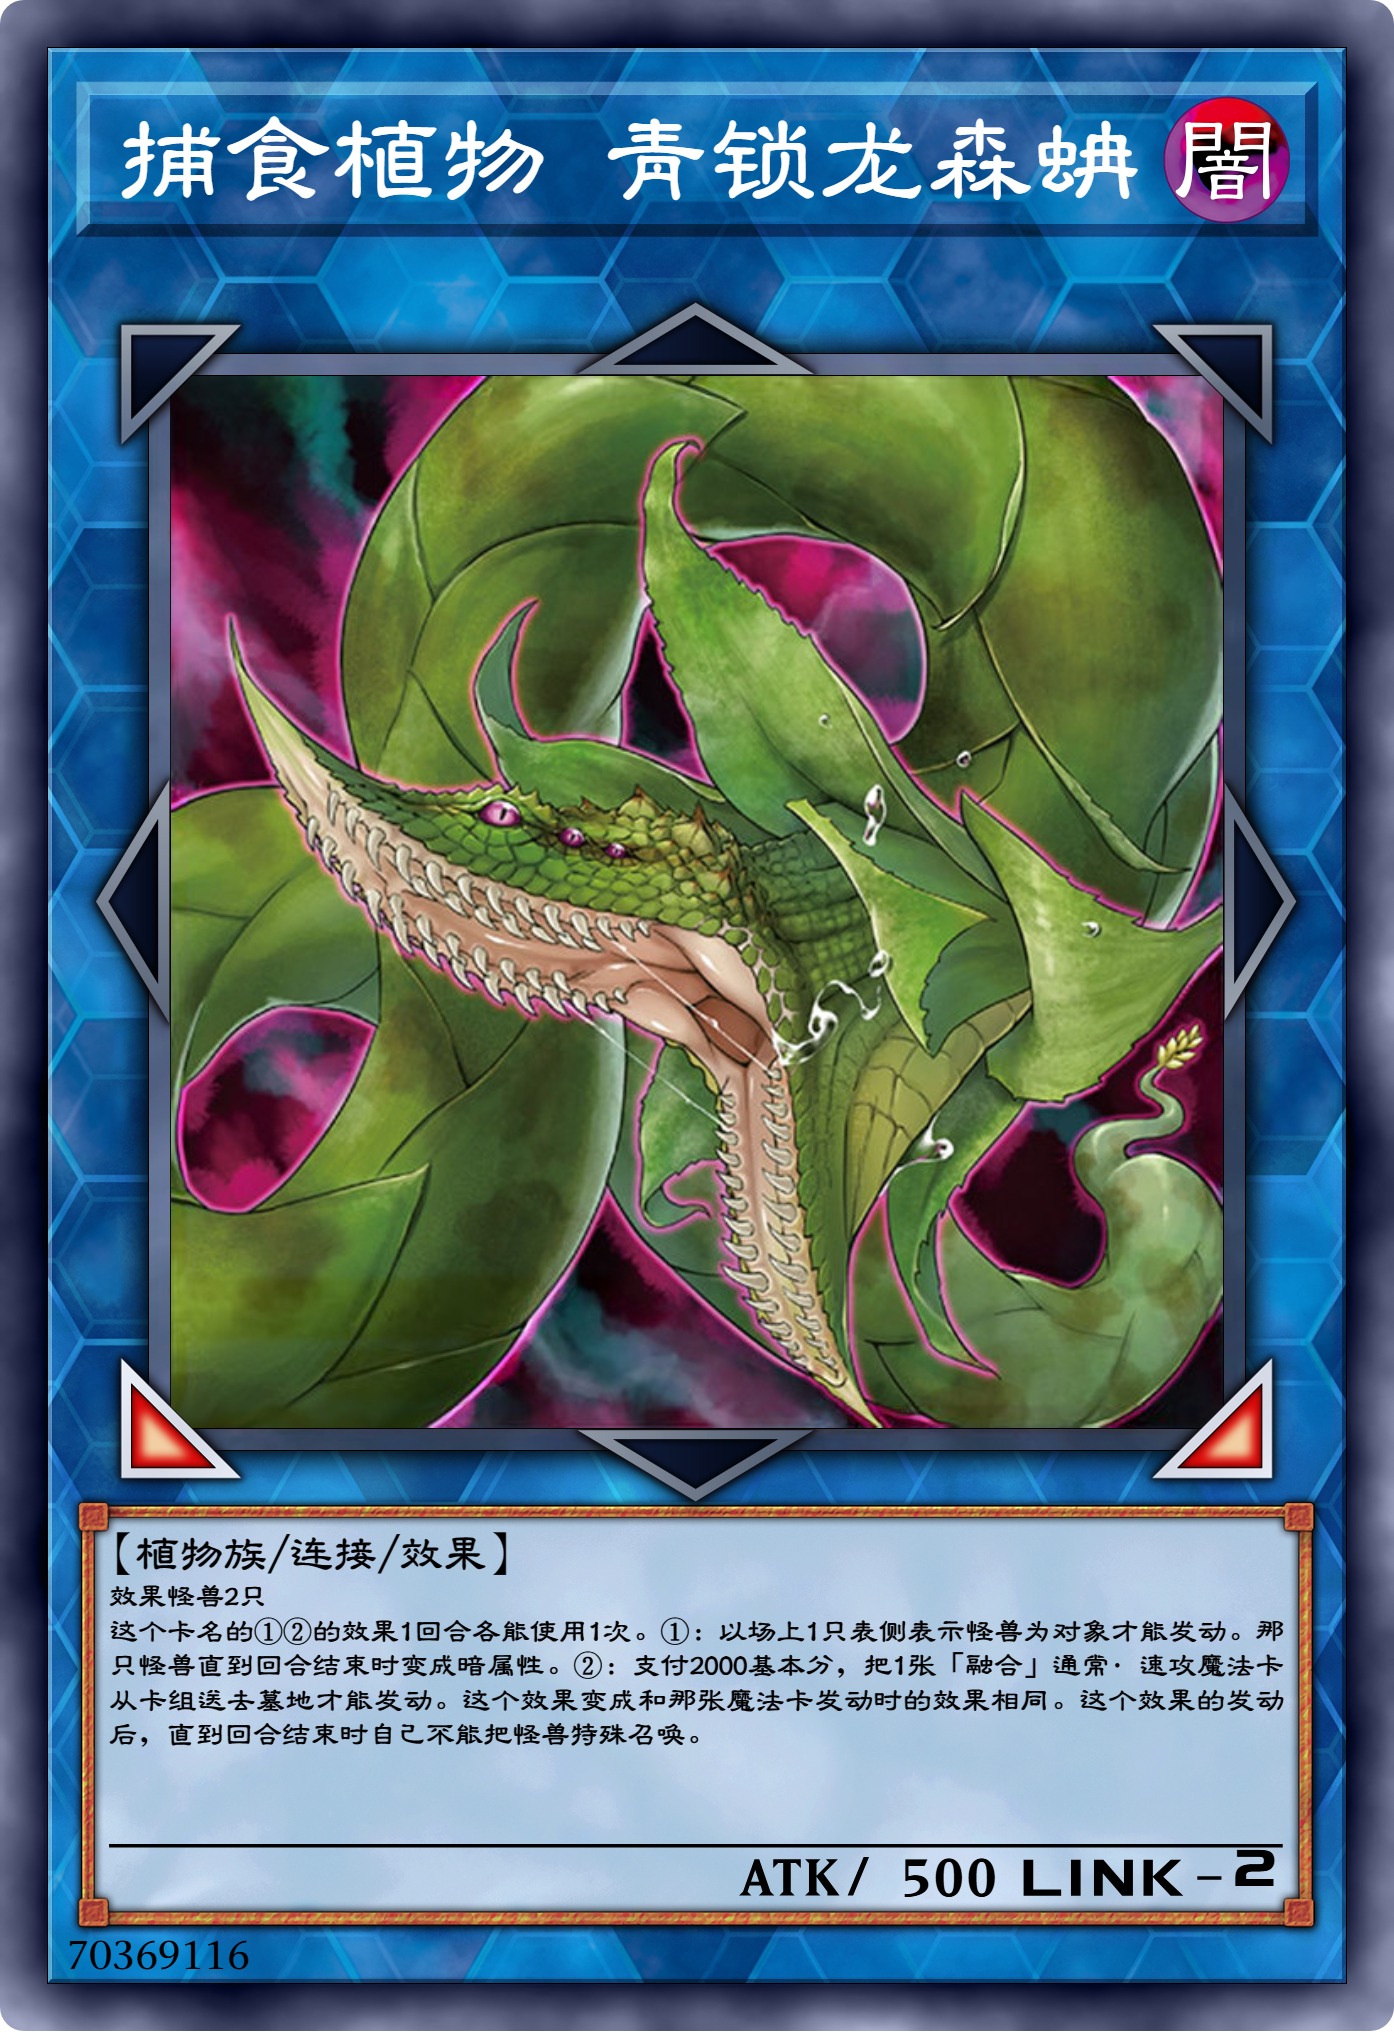 捕食植物 青锁龙森蚺 闇
【植物族/连接/效果】
效果怪兽2只
这个卡名的①②的效果1回合各能使用1次。①：以场上1只表侧表示怪兽为对象才能发动。那
只怪兽直到回合结束时变成暗属性。②：支付2000基本分，把1张「融合」通常·速攻魔法卡
从卡组送去墓地才能发动。这个效果变成和那张魔法卡发动时的效果相同。这个效果的发动
后，直到回合结束时自己不能把怪兽特殊召唤。
ATK/ 500 LINK-2
70369116